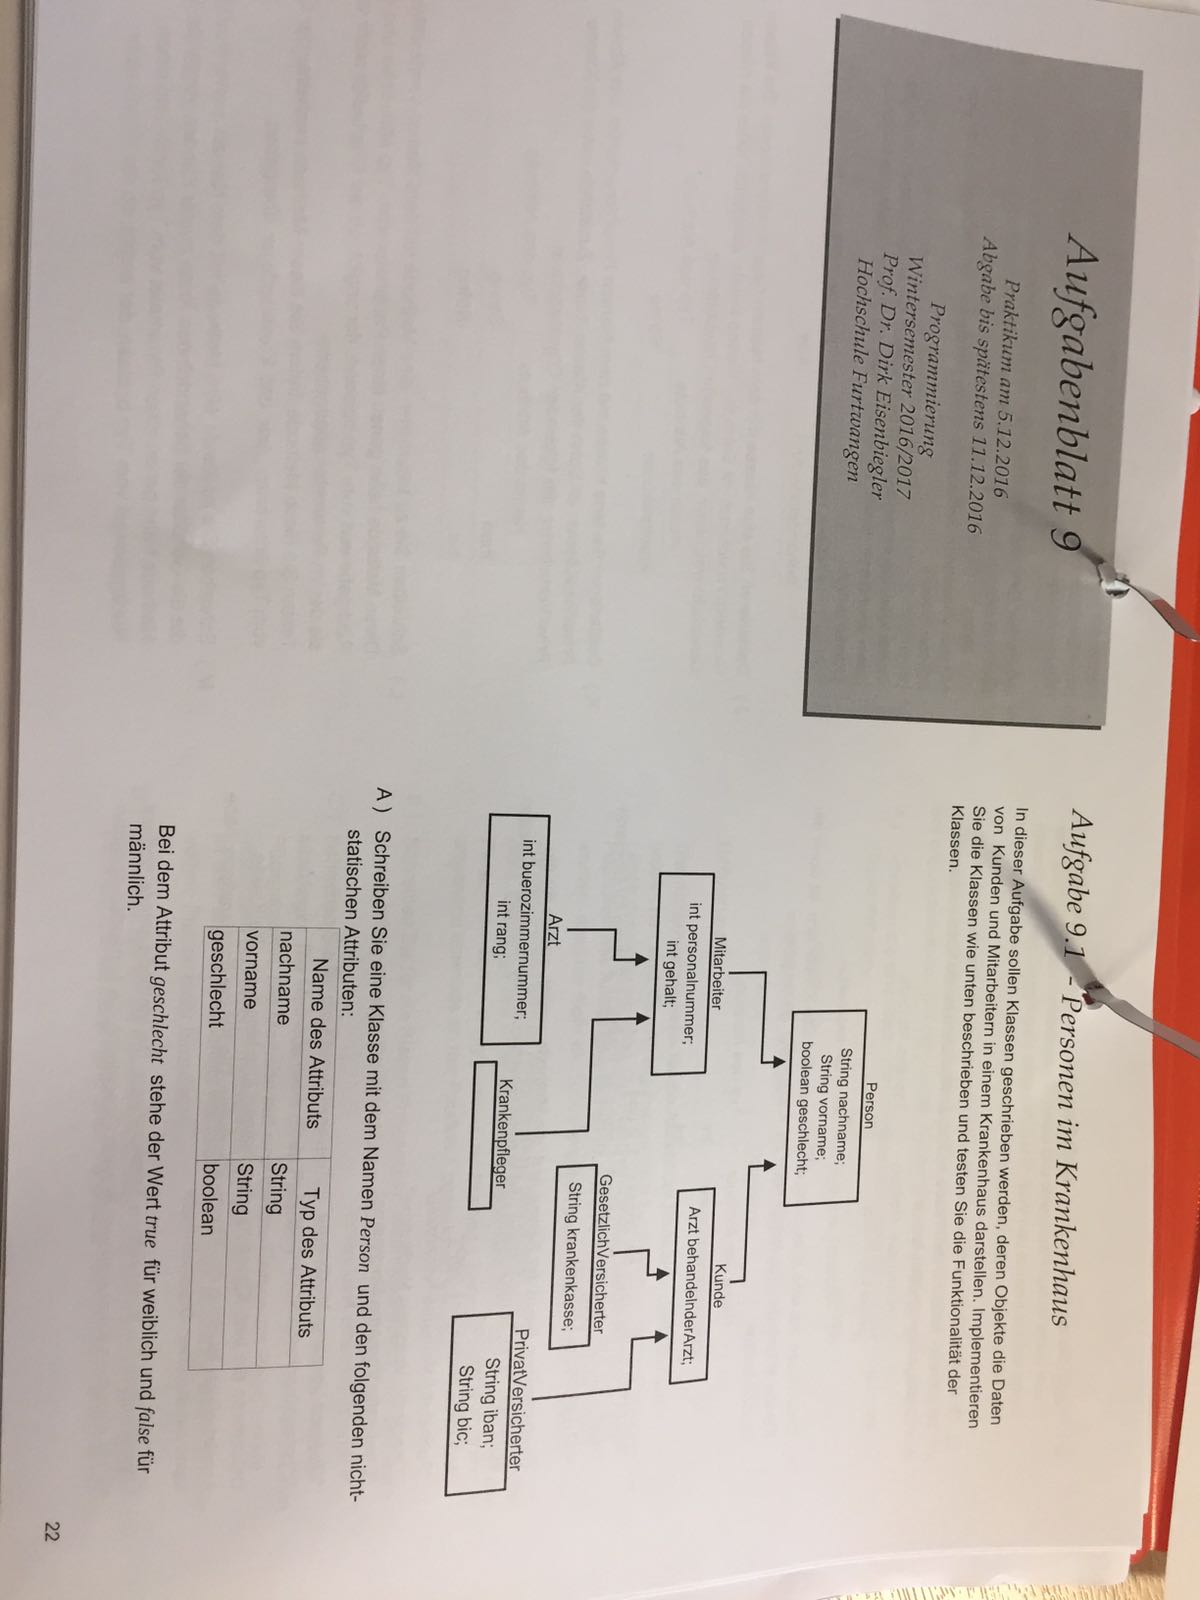 Aufgabenblatt 9
Praktikum am 5.12.2016
Abgabe bis spätestens 11.12.2016
Programmierung
Wintersemester 2016/2017
Prof. Dr. Dirk Eisenbiegler
Hochschule Furtwangen
Aufgabe 9.1 - Personen im Krankenhaus
In dieser Aufgabe sollen Klassen geschrieben werden, deren Objekte die Daten
von Kunden und Mitarbeitern in einem Krankenhaus darstellen. Implementieren
Sie die Klassen wie unten beschrieben und testen Sie die Funktionalität der
Klassen.
Person
String nachname;
String vorname;
boolean geschlecht;
Mitarbeiter
int personalnummer;
int gehalt;
Kunde
Arzt behandelnderArzt;
GesetzlichVersicherter
String krankenkasse;
Arzt
int buerozimmernummer;
int rang;
Krankenpfleger
PrivatVersicherter
String iban;
String bic;
A ) Schreiben Sie eine Klasse mit dem Namen Person und den folgenden nicht-
statischen Attributen:
Name des Attributs Typ des Attributs
nachname String
vorname String
geschlecht boolean
Bei dem Attribut geschlecht stehe der Wert true für weiblich und false für
männlich.
22